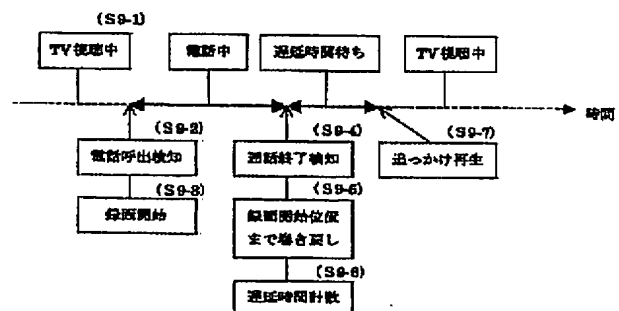 (S9-1)
TV視聴中
電話中
遅延時間待ち
TV視聴中
時間
(S9-2)
電話呼出検知
(S9-3)
録画開始
(S9-4)
通話終了検知
(S9-5)
録画開始位置
まで巻き戻し
(S9-6)
遅延時間計数
(S9-7)
追っかけ再生